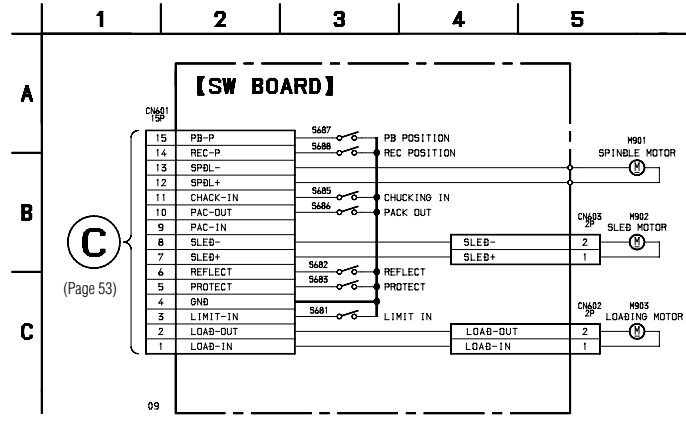 1 2 3 4 5
A
B
C
【SW BOARD】
CN601
15P
15 PB-P S687 PB POSITION
14 REC-P S688 REC POSITION
13 SPDL-
12 SPDL+
11 CHACK-IN S685 CHUCKING IN
10 PAC-OUT S686 PACK OUT
9 PAC-IN
8 SLED- SLED- 2
7 SLED+ SLED+ 1
6 REFLECT S682 REFLECT
5 PROTECT S683 PROTECT
4 GND
3 LIMIT-IN S681 LIMIT IN
2 LOAD-OUT LOAD-OUT 2
1 LOAD-IN LOAD-IN 1
M901
SPINDLE MOTOR
M
CN603
2P
M902
SLED MOTOR
M
CN602
2P
M903
LOADING MOTOR
M
C
(Page 53)
09